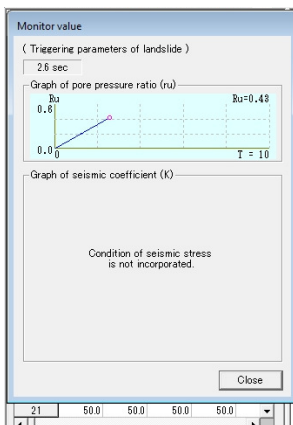 Monitor value
( Triggering parameters of landslide )
2.6 sec
Graph of pore pressure ratio (ru)
Ru
Ru=0.43
0.6
0.0
0
T = 10
Graph of seismic coefficient (K)
Condition of seismic stress
is not incorporated.
Close
21 50.0 50.0 50.0 50.0